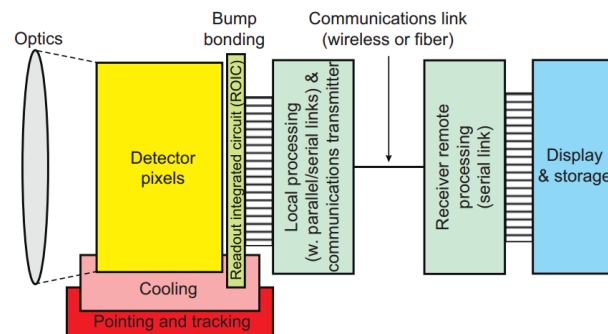 Optics
Bump
bonding
Communications link
(wireless or fiber)
Detector
pixels
Readout integrated circuit (ROIC)
Local processing
(w. parallel/serial links) &
communications transmitter
Receiver remote
processing
(serial link)
Display
& storage
Cooling
Pointing and tracking